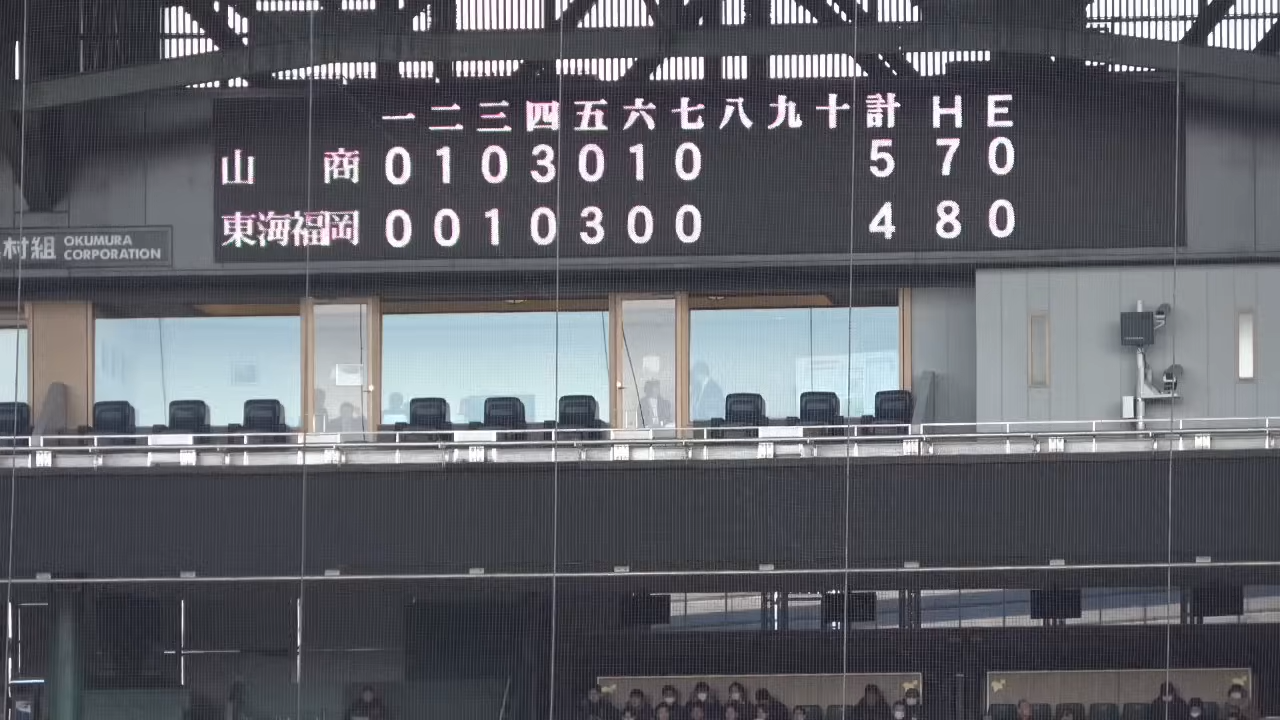 一 二 三 四 五 六 七 八 九 十 計 H E
山 商 0 1 0 3 0 1 0 5 7 0
東海福岡 0 0 1 0 3 0 0 4 8 0
村組 OKUMURA
CORPORATION